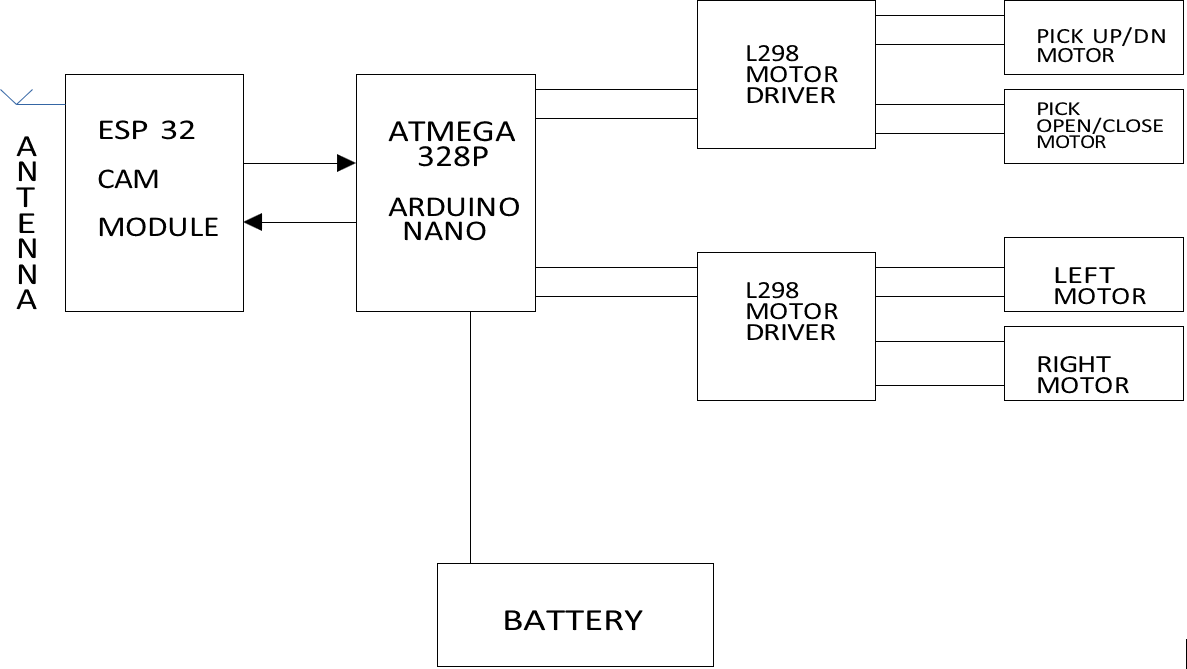 ANTENNA
ESP 32
CAM
MODULE
ATMEGA
328P
ARDUINO
NANO
L298
MOTOR
DRIVER
PICK UP/DN
MOTOR
PICK
OPEN/CLOSE
MOTOR
L298
MOTOR
DRIVER
LEFT
MOTOR
RIGHT
MOTOR
BATTERY